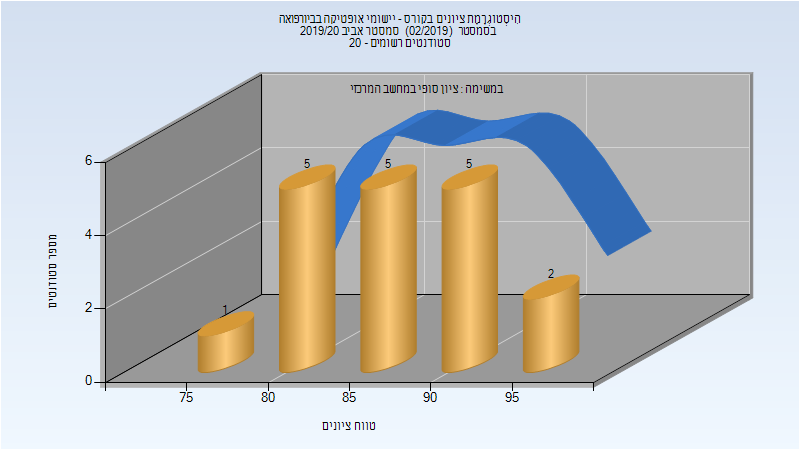 הִיסְטוֹגְרָמַת ציונים בקורס - יישומי אופטיקה בביורפואה
בסמסטר (02/2019) סמסטר אביב 2019/20
סטודנטים רשומים - 20
במשימה : ציון סופי במחשב המרכזי
מספר סטודנטים
6
4
2
0
1
5
5
5
2
75
80
85
90
95
טווח ציונים